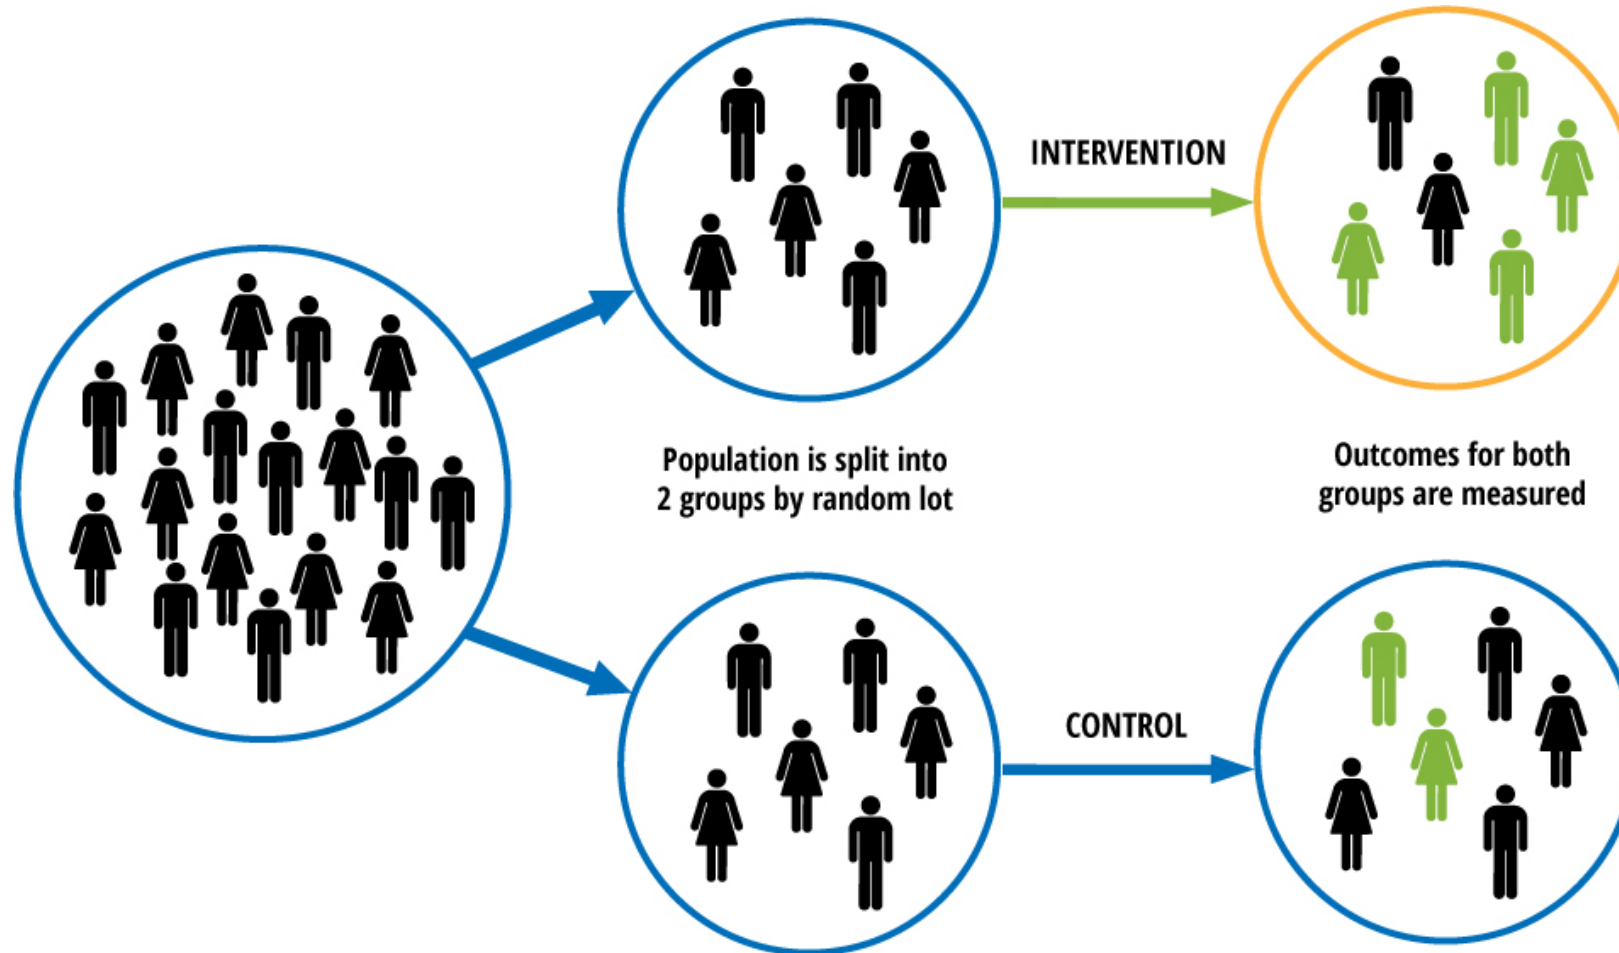 INTERVENTION
Population is split into
2 groups by random lot
Outcomes for both
groups are measured
CONTROL